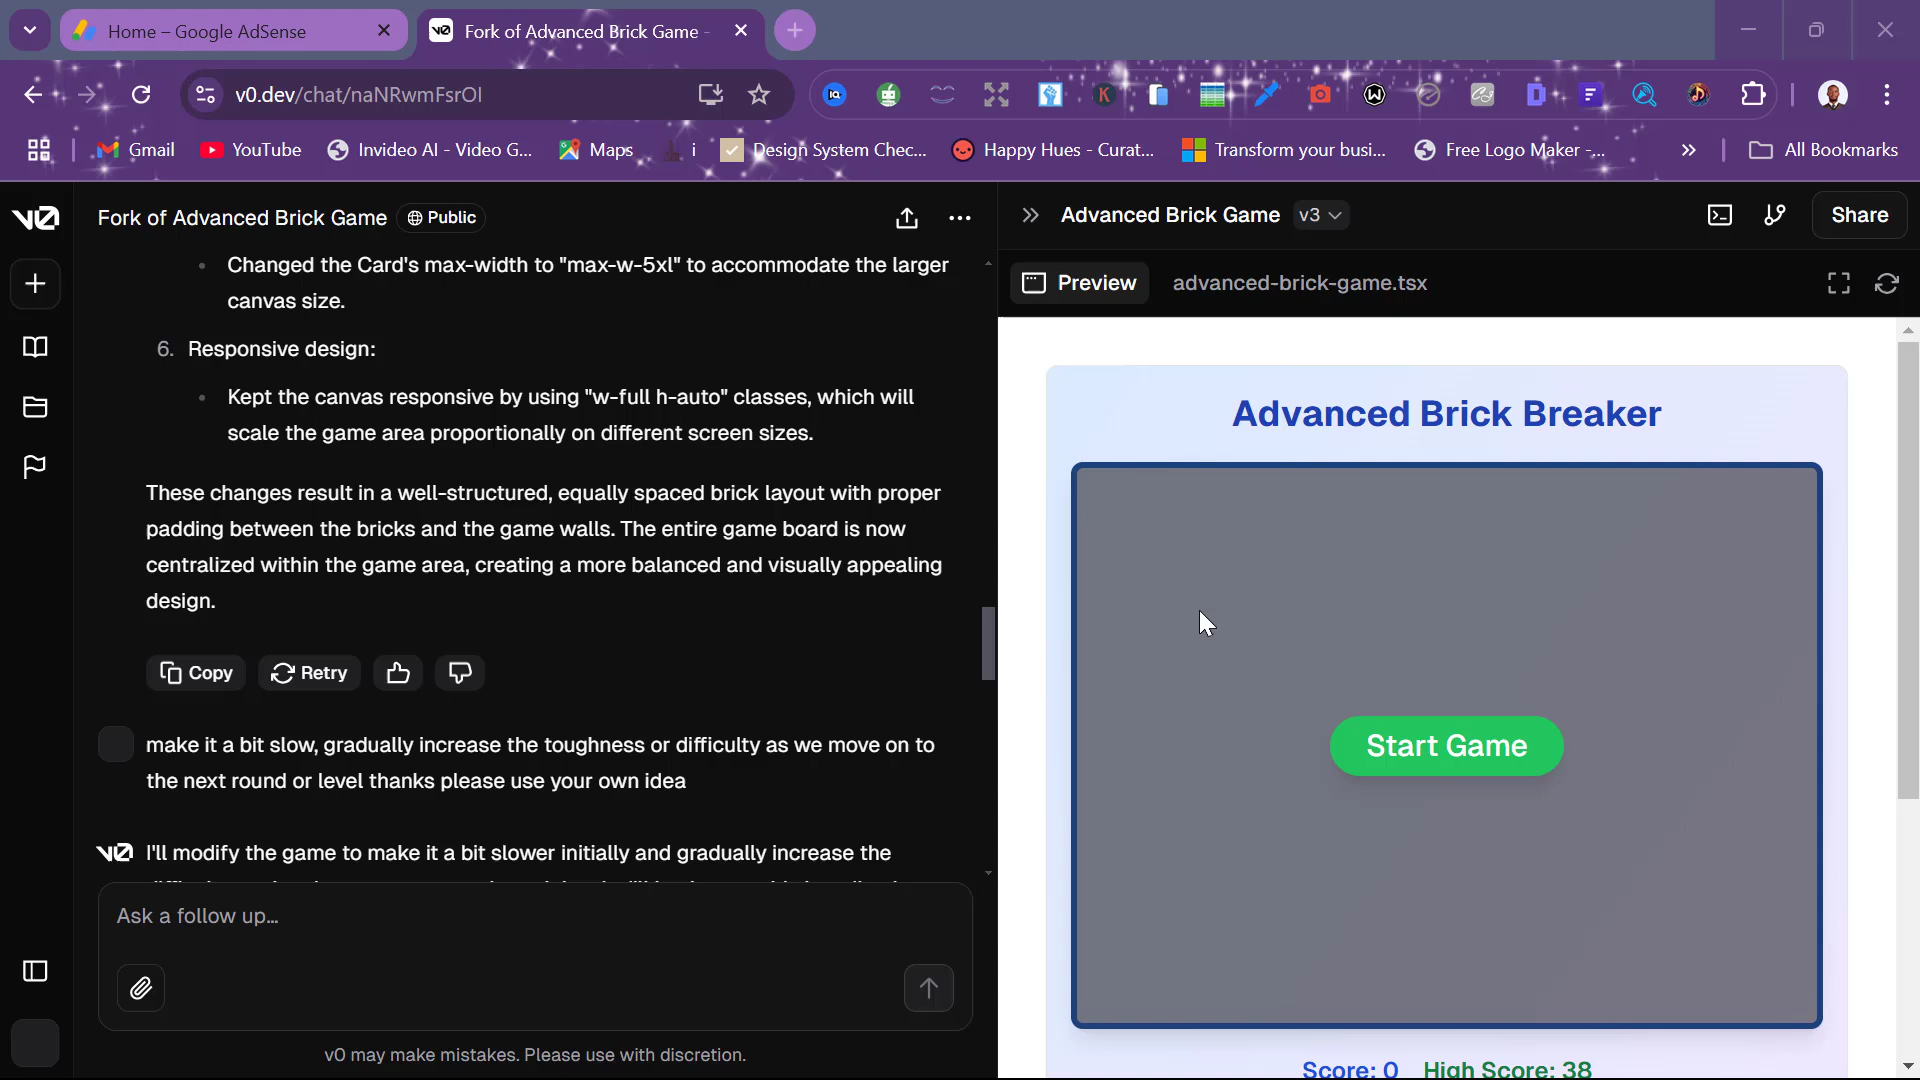 Home – Google AdSense
Fork of Advanced Brick Game -
v0.dev/chat/naNRwmFsrOl
Gmail
YouTube
Invideo AI - Video G...
Maps
i
Design System Chec...
Happy Hues - Curat...
Transform your busi...
Free Logo Maker -...
All Bookmarks
Fork of Advanced Brick Game
Public
Changed the Card's max-width to "max-w-5xl" to accommodate the larger
canvas size.
6. Responsive design:
Kept the canvas responsive by using "w-full h-auto" classes, which will
scale the game area proportionally on different screen sizes.
These changes result in a well-structured, equally spaced brick layout with proper
padding between the bricks and the game walls. The entire game board is now
centralized within the game area, creating a more balanced and visually appealing
design.
Copy
Retry
make it a bit slow, gradually increase the toughness or difficulty as we move on to
the next round or level thanks please use your own idea
v0 I'll modify the game to make it a bit slower initially and gradually increase the
Ask a follow up...
v0 may make mistakes. Please use with discretion.
Advanced Brick Game
v3
Share
Preview
advanced-brick-game.tsx
Advanced Brick Breaker
Start Game
Score: 0 High Score: 38